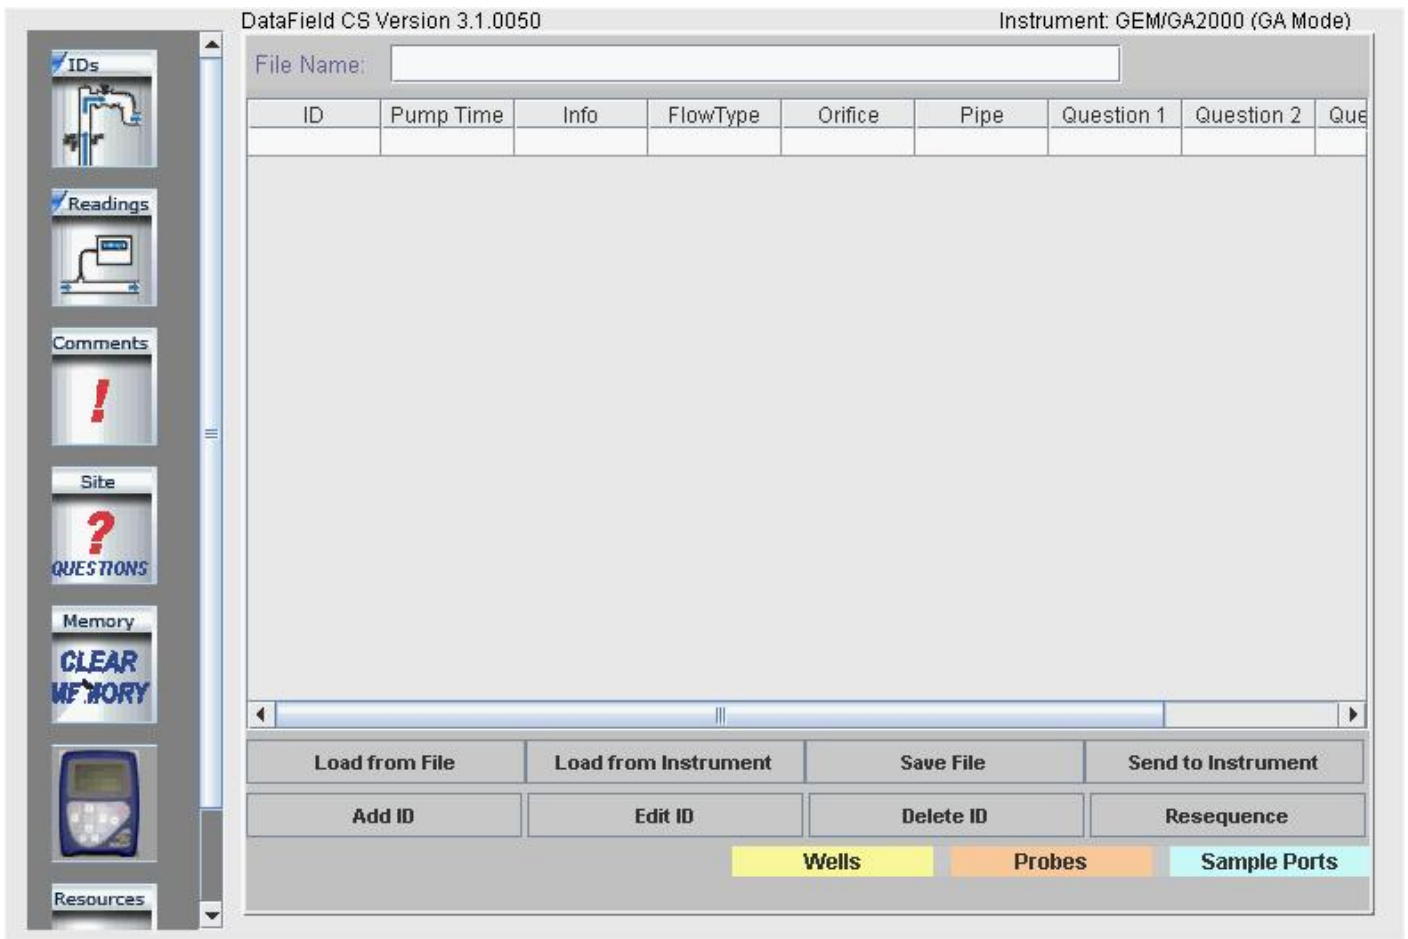 DataField CS Version 3.1.0050 Instrument: GEM/GA2000 (GA Mode)
IDs
Readings
Comments
!
Site
?
QUESTIONS
Memory
CLEAR
MEMORY
Resources
File Name:
ID Pump Time Info FlowType Orifice Pipe Question 1 Question 2 Que
Load from File Load from Instrument Save File Send to Instrument
Add ID Edit ID Delete ID Resequence
Wells Probes Sample Ports